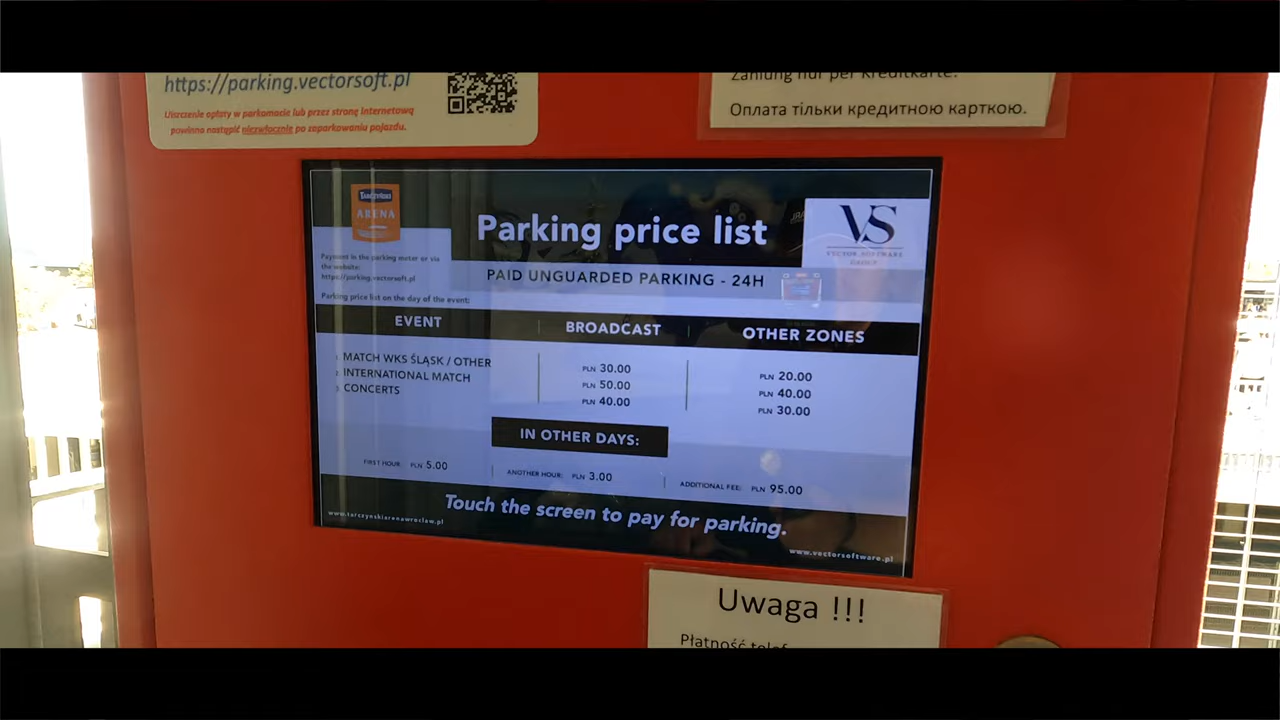 https://parking.vectorsoft.pl
Uiszczenie opłaty w parkomacie lub przez stronę internetową
powinno nastąpić niezwłocznie po zaparkowaniu pojazdu.
Zahlung nur per Kreditkarte.
Оплата тільки кредитною карткою.
TARCZYŃSKI
ARENA
Parking price list
VS
VECTOR SOFTWARE
GROUP
Payment in the parking meter or via
the website:
https://parking.vectorsoft.pl
PAID UNGUARDED PARKING - 24H
Parking price list on the day of the event:
EVENT BROADCAST OTHER ZONES
MATCH WKS ŚLĄSK / OTHER PLN 30.00 PLN 20.00
INTERNATIONAL MATCH PLN 50.00 PLN 40.00
CONCERTS PLN 40.00 PLN 30.00
IN OTHER DAYS:
FIRST HOUR: PLN 5.00 ANOTHER HOUR: PLN 3.00 ADDITIONAL FEE: PLN 95.00
Touch the screen to pay for parking.
www.tarczynskiarenawroclaw.pl
www.vectorsoftware.pl
Uwaga !!!
Płatność